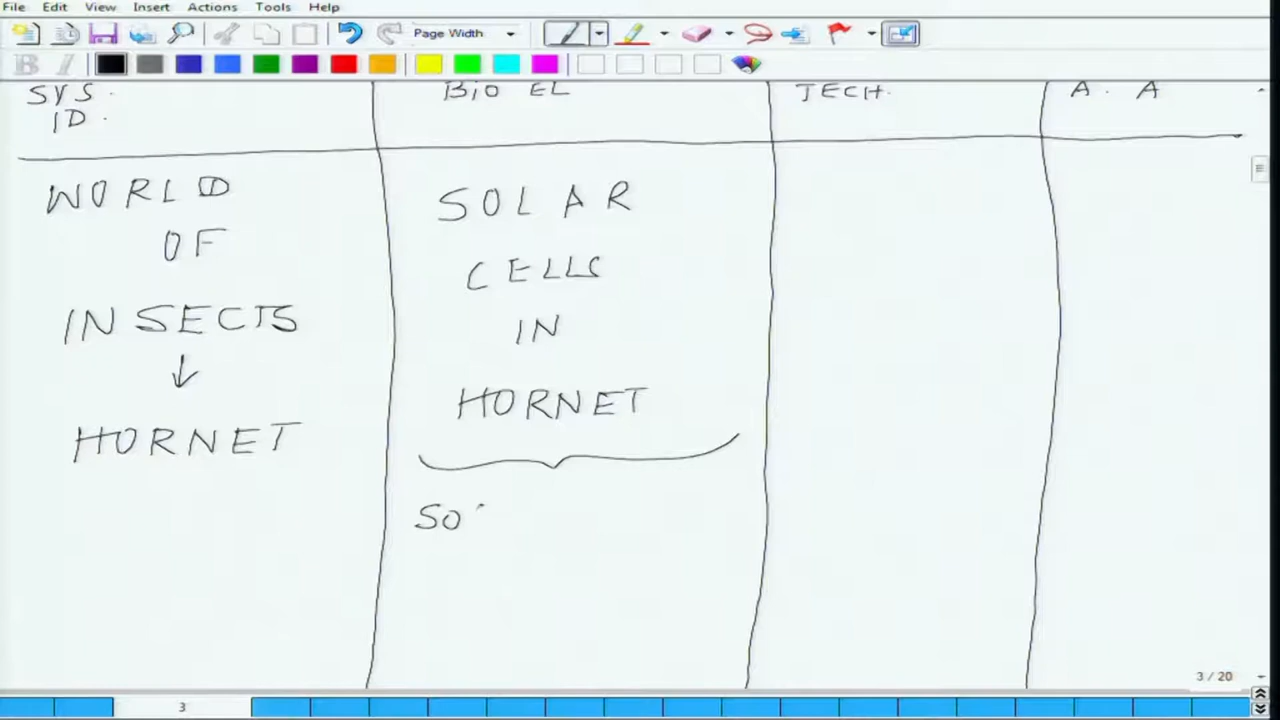 File Edit View Insert Actions Tools Help
Page Width
B I
SYS. BIO EL TECH. A. A
ID.
WORLD SOLAR
OF CELLS
INSECTS IN
↓
HORNET HORNET
SO
3 / 20
3